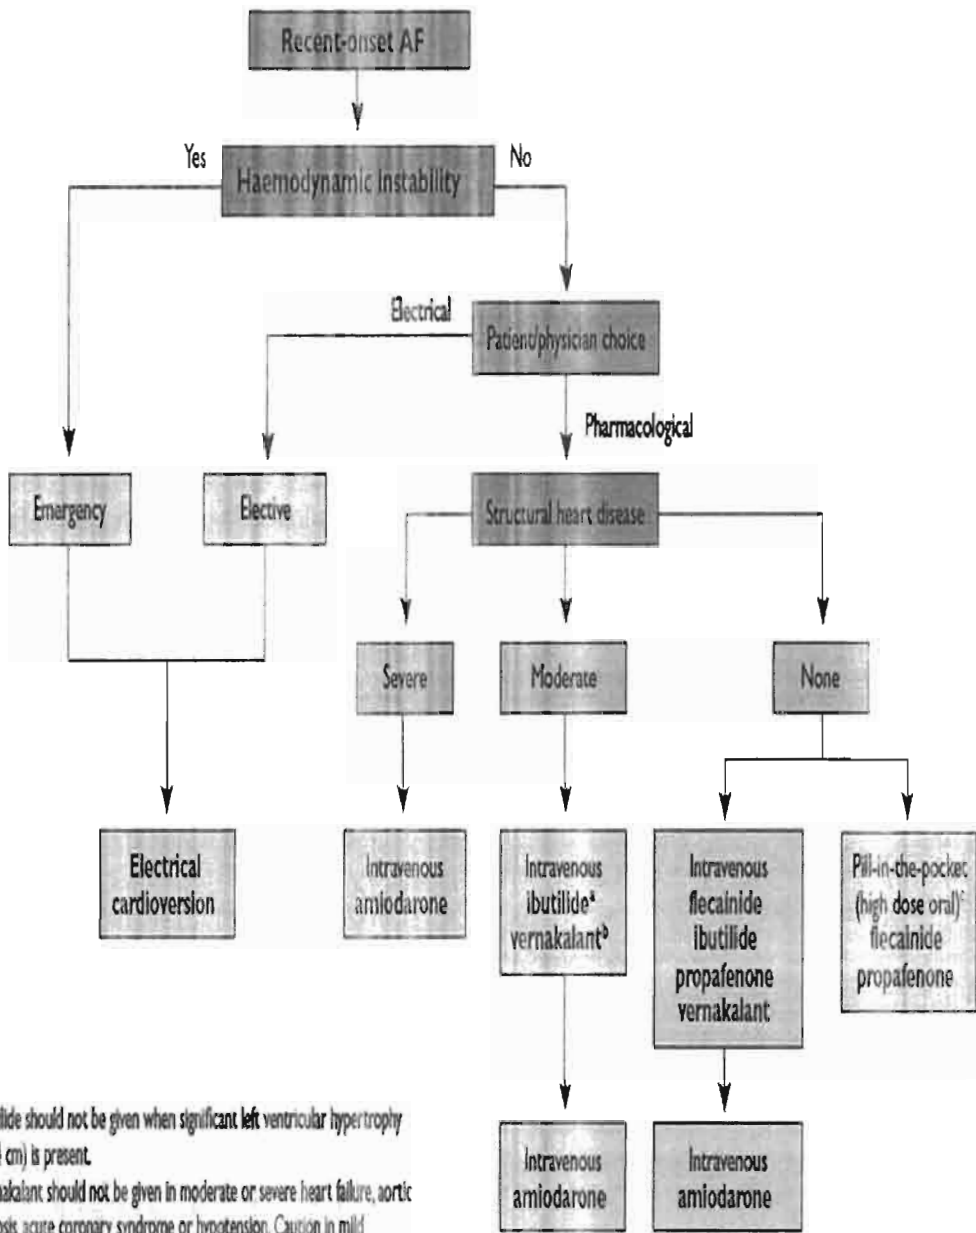 Recent-onset AF
Yes
No
Haemodynamic instability
Electrical
Patient/physician choice
Pharmacological
Emergency
Elective
Structural heart disease
Severe
Moderate
None
Electrical
cardioversion
Intravenous
amiodarone
Intravenous
ibutilideᵃ
vernakalantᵇ
Intravenous
flecainide
ibutilide
propafenone
vernakalant
Pill-in-the-pocket
(high dose oral)ᶜ
flecainide
propafenone
Intravenous
amiodarone
Intravenous
amiodarone
should not be given when significant left ventricular hypertrophy
cm) is present.
should not be given in moderate or severe heart failure, aortic
acute coronary syndrome or hypotension. Caution in mild